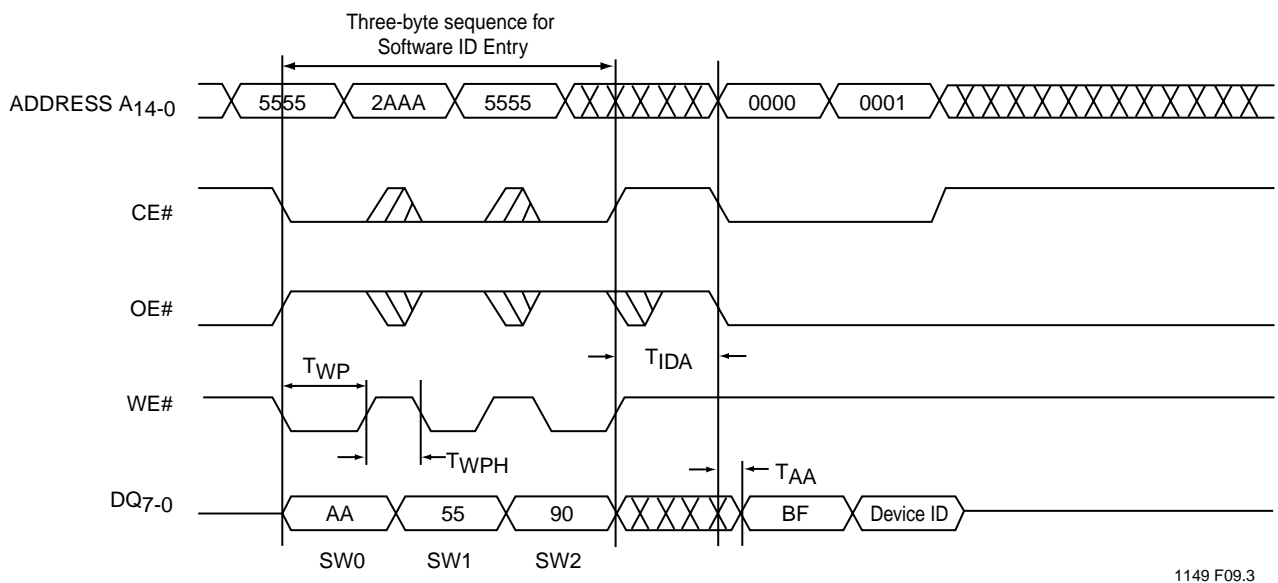 Three-byte sequence for
Software ID Entry
ADDRESS A14-0
5555 2AAA 5555 0000 0001
CE#
OE#
TWP
TIDA
WE#
TWPH
TAA
DQ7-0
AA 55 90 BF Device ID
SW0 SW1 SW2
1149 F09.3